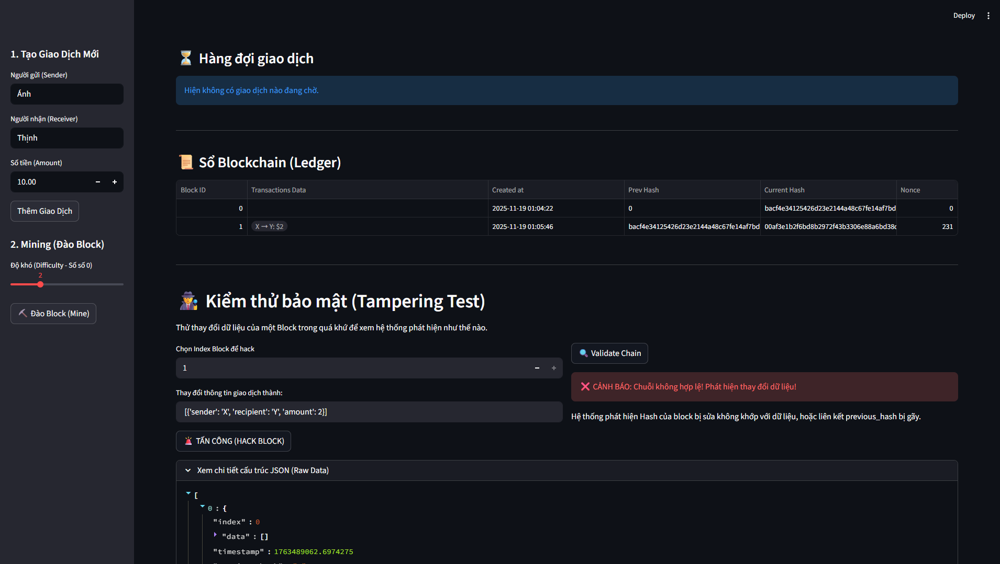 Deploy
1. Tạo Giao Dịch Mới
Người gửi (Sender)
Ánh
Người nhận (Receiver)
Thịnh
Số tiền (Amount)
10.00
Thêm Giao Dịch
2. Mining (Đào Block)
Độ khó (Difficulty - Số số 0)
2
Đào Block (Mine)
Hàng đợi giao dịch
Hiện không có giao dịch nào đang chờ.
Sổ Blockchain (Ledger)
Block ID Transactions Data Created at Prev Hash Current Hash Nonce
0 2025-11-19 01:04:22 0 bacf4e34125426d23e2144a48c67fe14af7bd 0
1 X → Y: $2 2025-11-19 01:05:46 bacf4e34125426d23e2144a48c67fe14af7bd 00af3e1b2f6bd8b2972f43b3306e88a6bd38c 231
Kiểm thử bảo mật (Tampering Test)
Thử thay đổi dữ liệu của một Block trong quá khứ để xem hệ thống phát hiện như thế nào.
Chọn Index Block để hack
1
Thay đổi thông tin giao dịch thành:
[{'sender': 'X', 'recipient': 'Y', 'amount': 2}]
TẤN CÔNG (HACK BLOCK)
Validate Chain
CẢNH BÁO: Chuỗi không hợp lệ! Phát hiện thay đổi dữ liệu!
Hệ thống phát hiện Hash của block bị sửa không khớp với dữ liệu, hoặc liên kết previous_hash bị gãy.
Xem chi tiết cấu trúc JSON (Raw Data)
[
0 : {
"index" : 0
"data" : []
"timestamp" : 1763489062.6974275